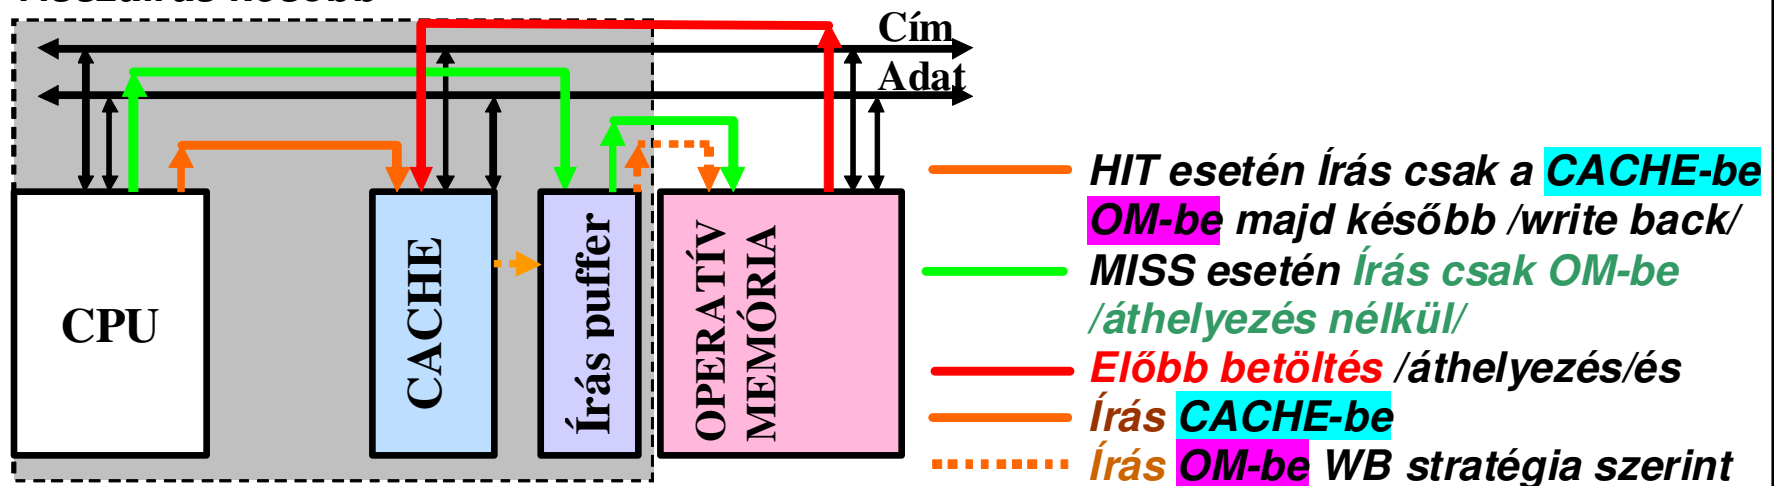 Cím
Adat
CPU
CACHE
Írás puffer
OPERATÍV
MEMÓRIA
HIT esetén Írás csak a CACHE-be
OM-be majd később /write back/
MISS esetén Írás csak OM-be
/áthelyezés nélkül/
Előbb betöltés /áthelyezés/és
Írás CACHE-be
Írás OM-be WB stratégia szerint